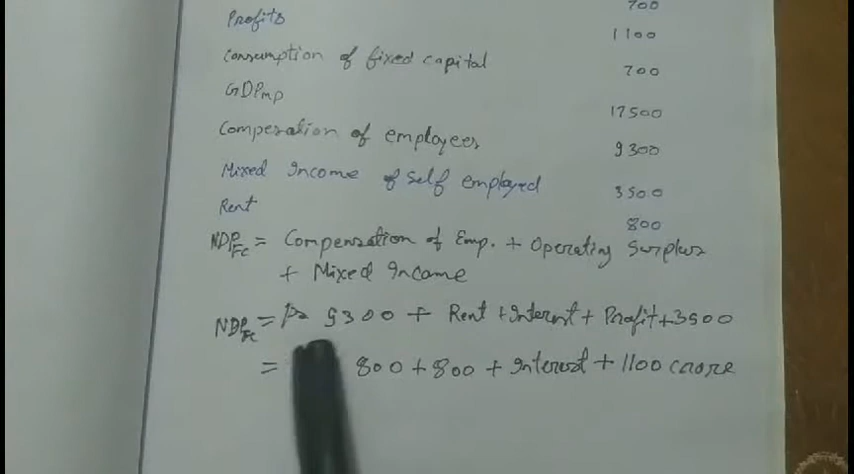 700
Profits 1100
Consumption of fixed capital 700
GDPMP 17500
Compesation of employees 9300
Mixed Income of self employed 3500
Rent 800
NDPFC = Compensation of Emp. + Operating Surplus
+ Mixed Income
NDPFC = 9300 + Rent + Interest + Profit + 3500
= 800 + 800 + Interest + 1100 crore